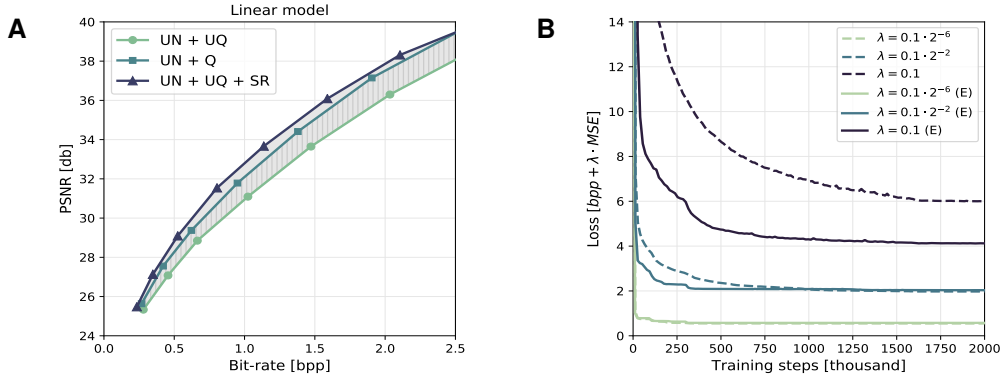 A
Linear model
PSNR [db]
40
38
36
34
32
30
28
26
24
UN + UQ
UN + Q
UN + UQ + SR
0.0 0.5 1.0 1.5 2.0 2.5
Bit-rate [bpp]
B
Loss [bpp + λ · MSE]
14
12
10
8
6
4
2
0
λ = 0.1 · 2⁻⁶
λ = 0.1 · 2⁻²
λ = 0.1
λ = 0.1 · 2⁻⁶ (E)
λ = 0.1 · 2⁻² (E)
λ = 0.1 (E)
0 250 500 750 1000 1250 1500 1750 2000
Training steps [thousand]